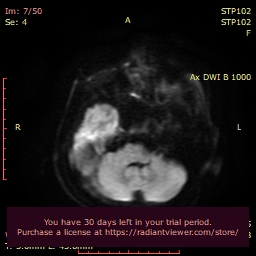 Im: 7/50
Se: 4
STP102
STP102
F
A
Ax DWI B 1000
R
L
You have 30 days left in your trial period.
Purchase a license at https://radiantviewer.com/store/